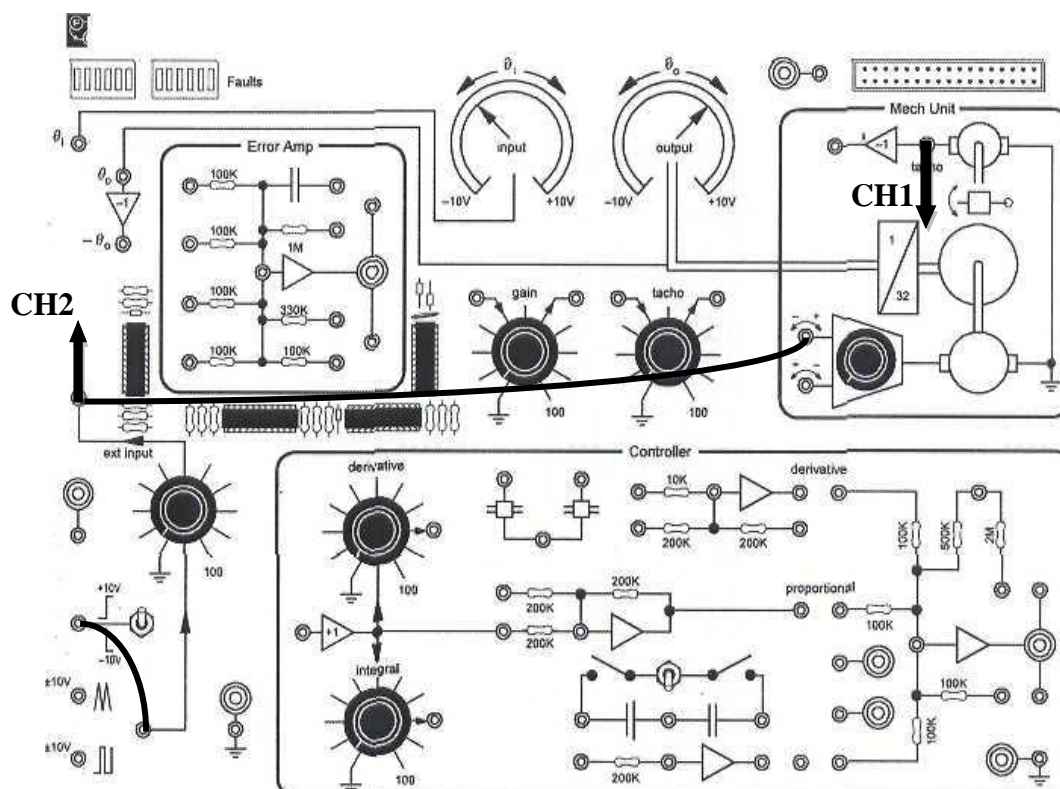 Faults
θi
θo
−θo
−1
Error Amp
100K
100K
100K
100K
1M
330K
100K
θi
input
−10V
+10V
θo
output
−10V
+10V
Mech Unit
−1
tacho
CH1
1
32
− +
+ −
CH2
gain
100
tacho
100
ext input
100
+10V
−10V
±10V
±10V
Controller
derivative
100
+1
integral
100
10K
200K
200K
derivative
200K
200K
200K
proportional
200K
100K
500K
2M
100K
100K
100K